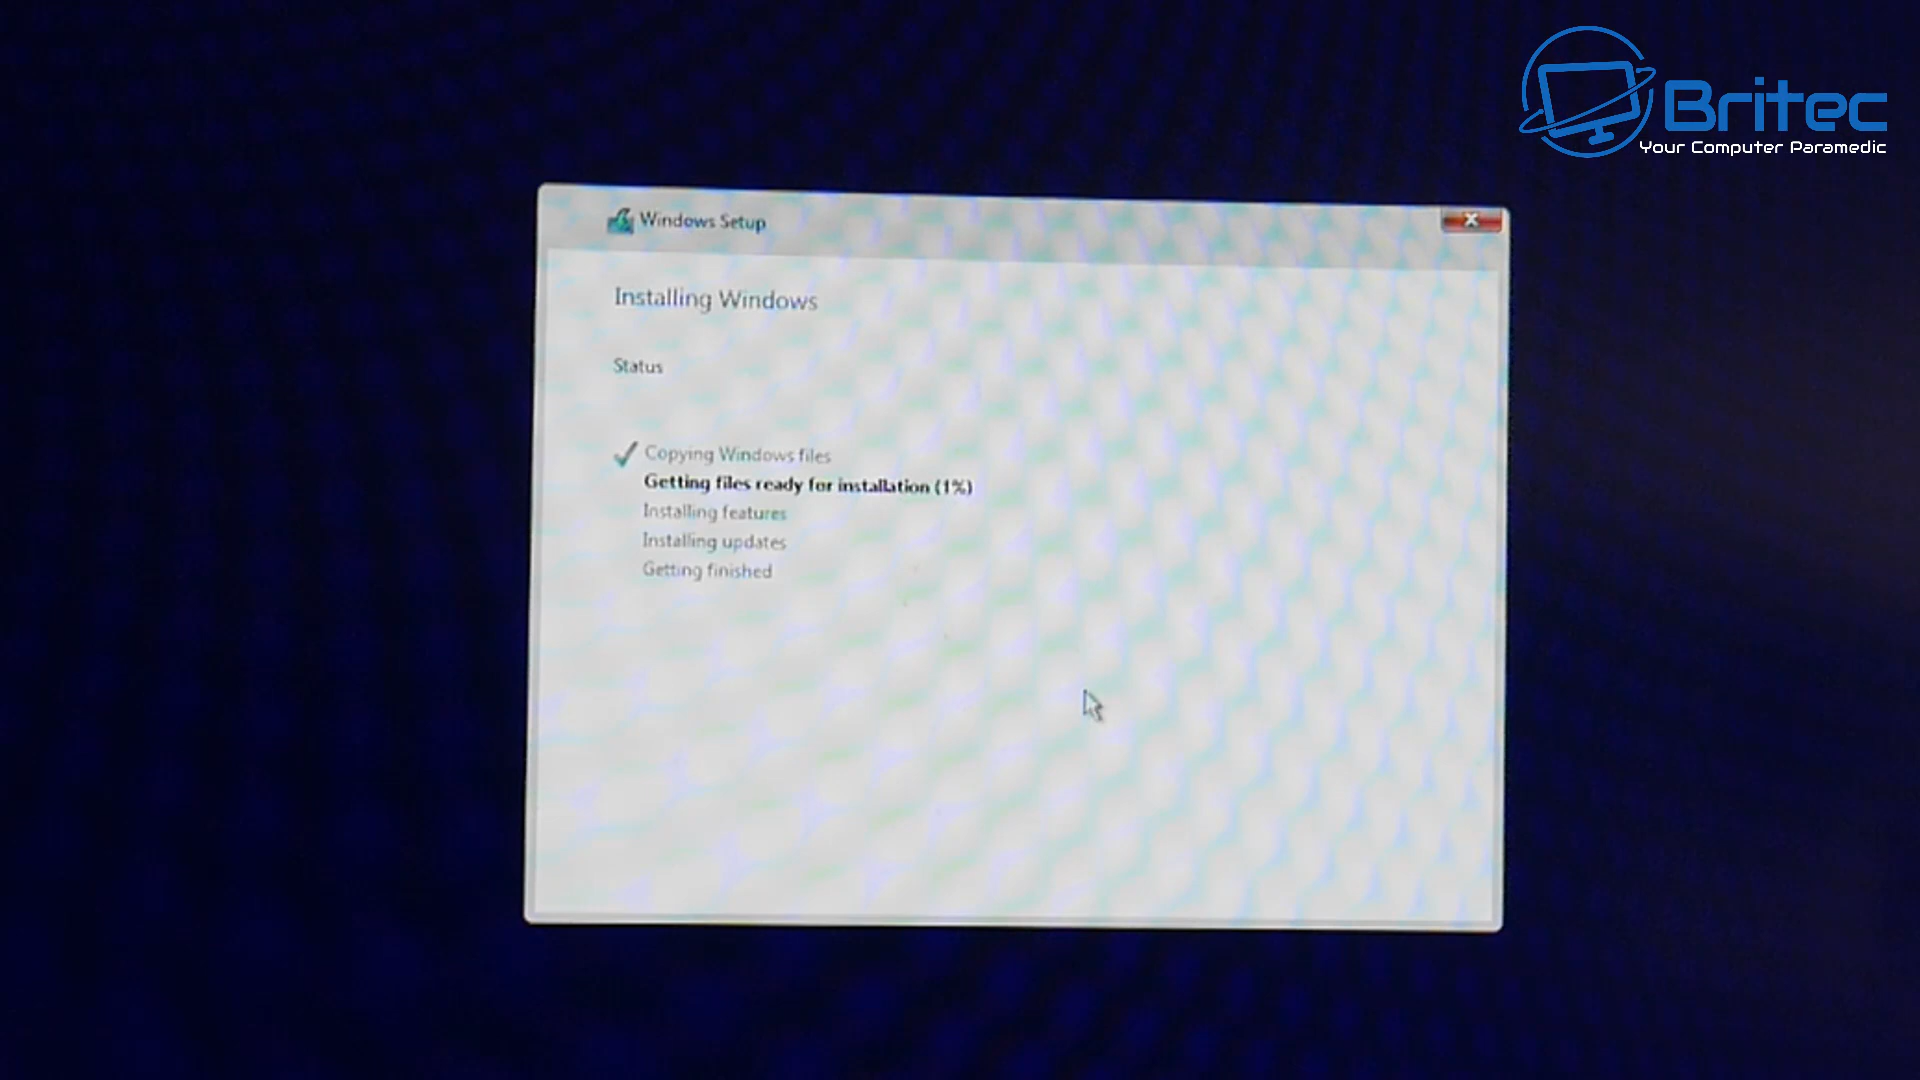 Britec
Your Computer Paramedic
Windows Setup
Installing Windows
Status
Copying Windows files
Getting files ready for installation (1%)
Installing features
Installing updates
Getting finished